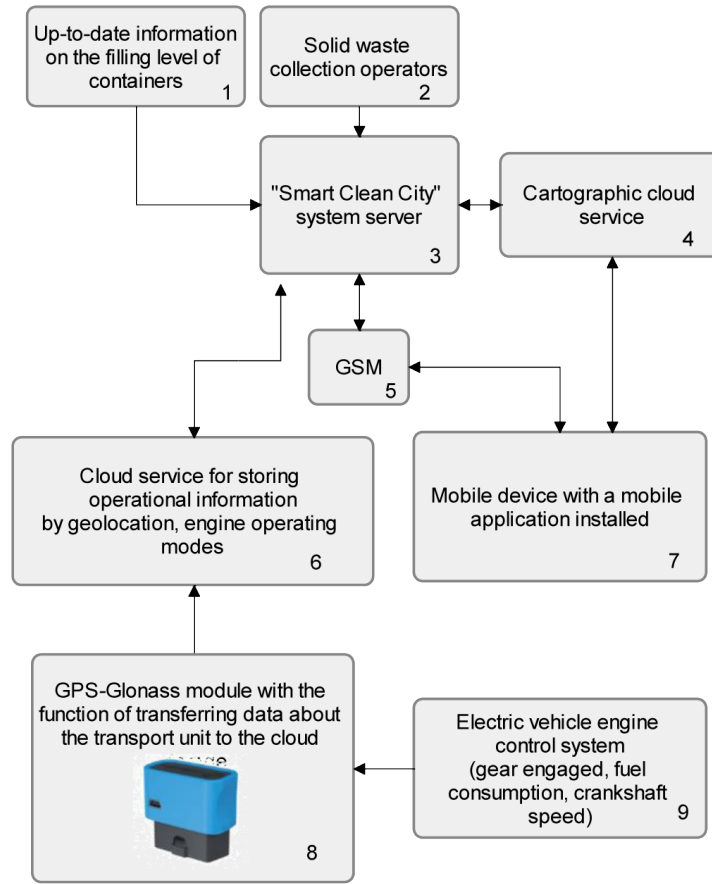 Up-to-date information
on the filling level of
containers
1
Solid waste
collection operators
2
"Smart Clean City"
system server
3
Cartographic cloud
service
4
GSM
5
Cloud service for storing
operational information
by geolocation, engine operating
modes
6
Mobile device with a mobile
application installed
7
GPS-Glonass module with the
function of transferring data about
the transport unit to the cloud
8
Electric vehicle engine
control system
(gear engaged, fuel
consumption, crankshaft
speed)
9